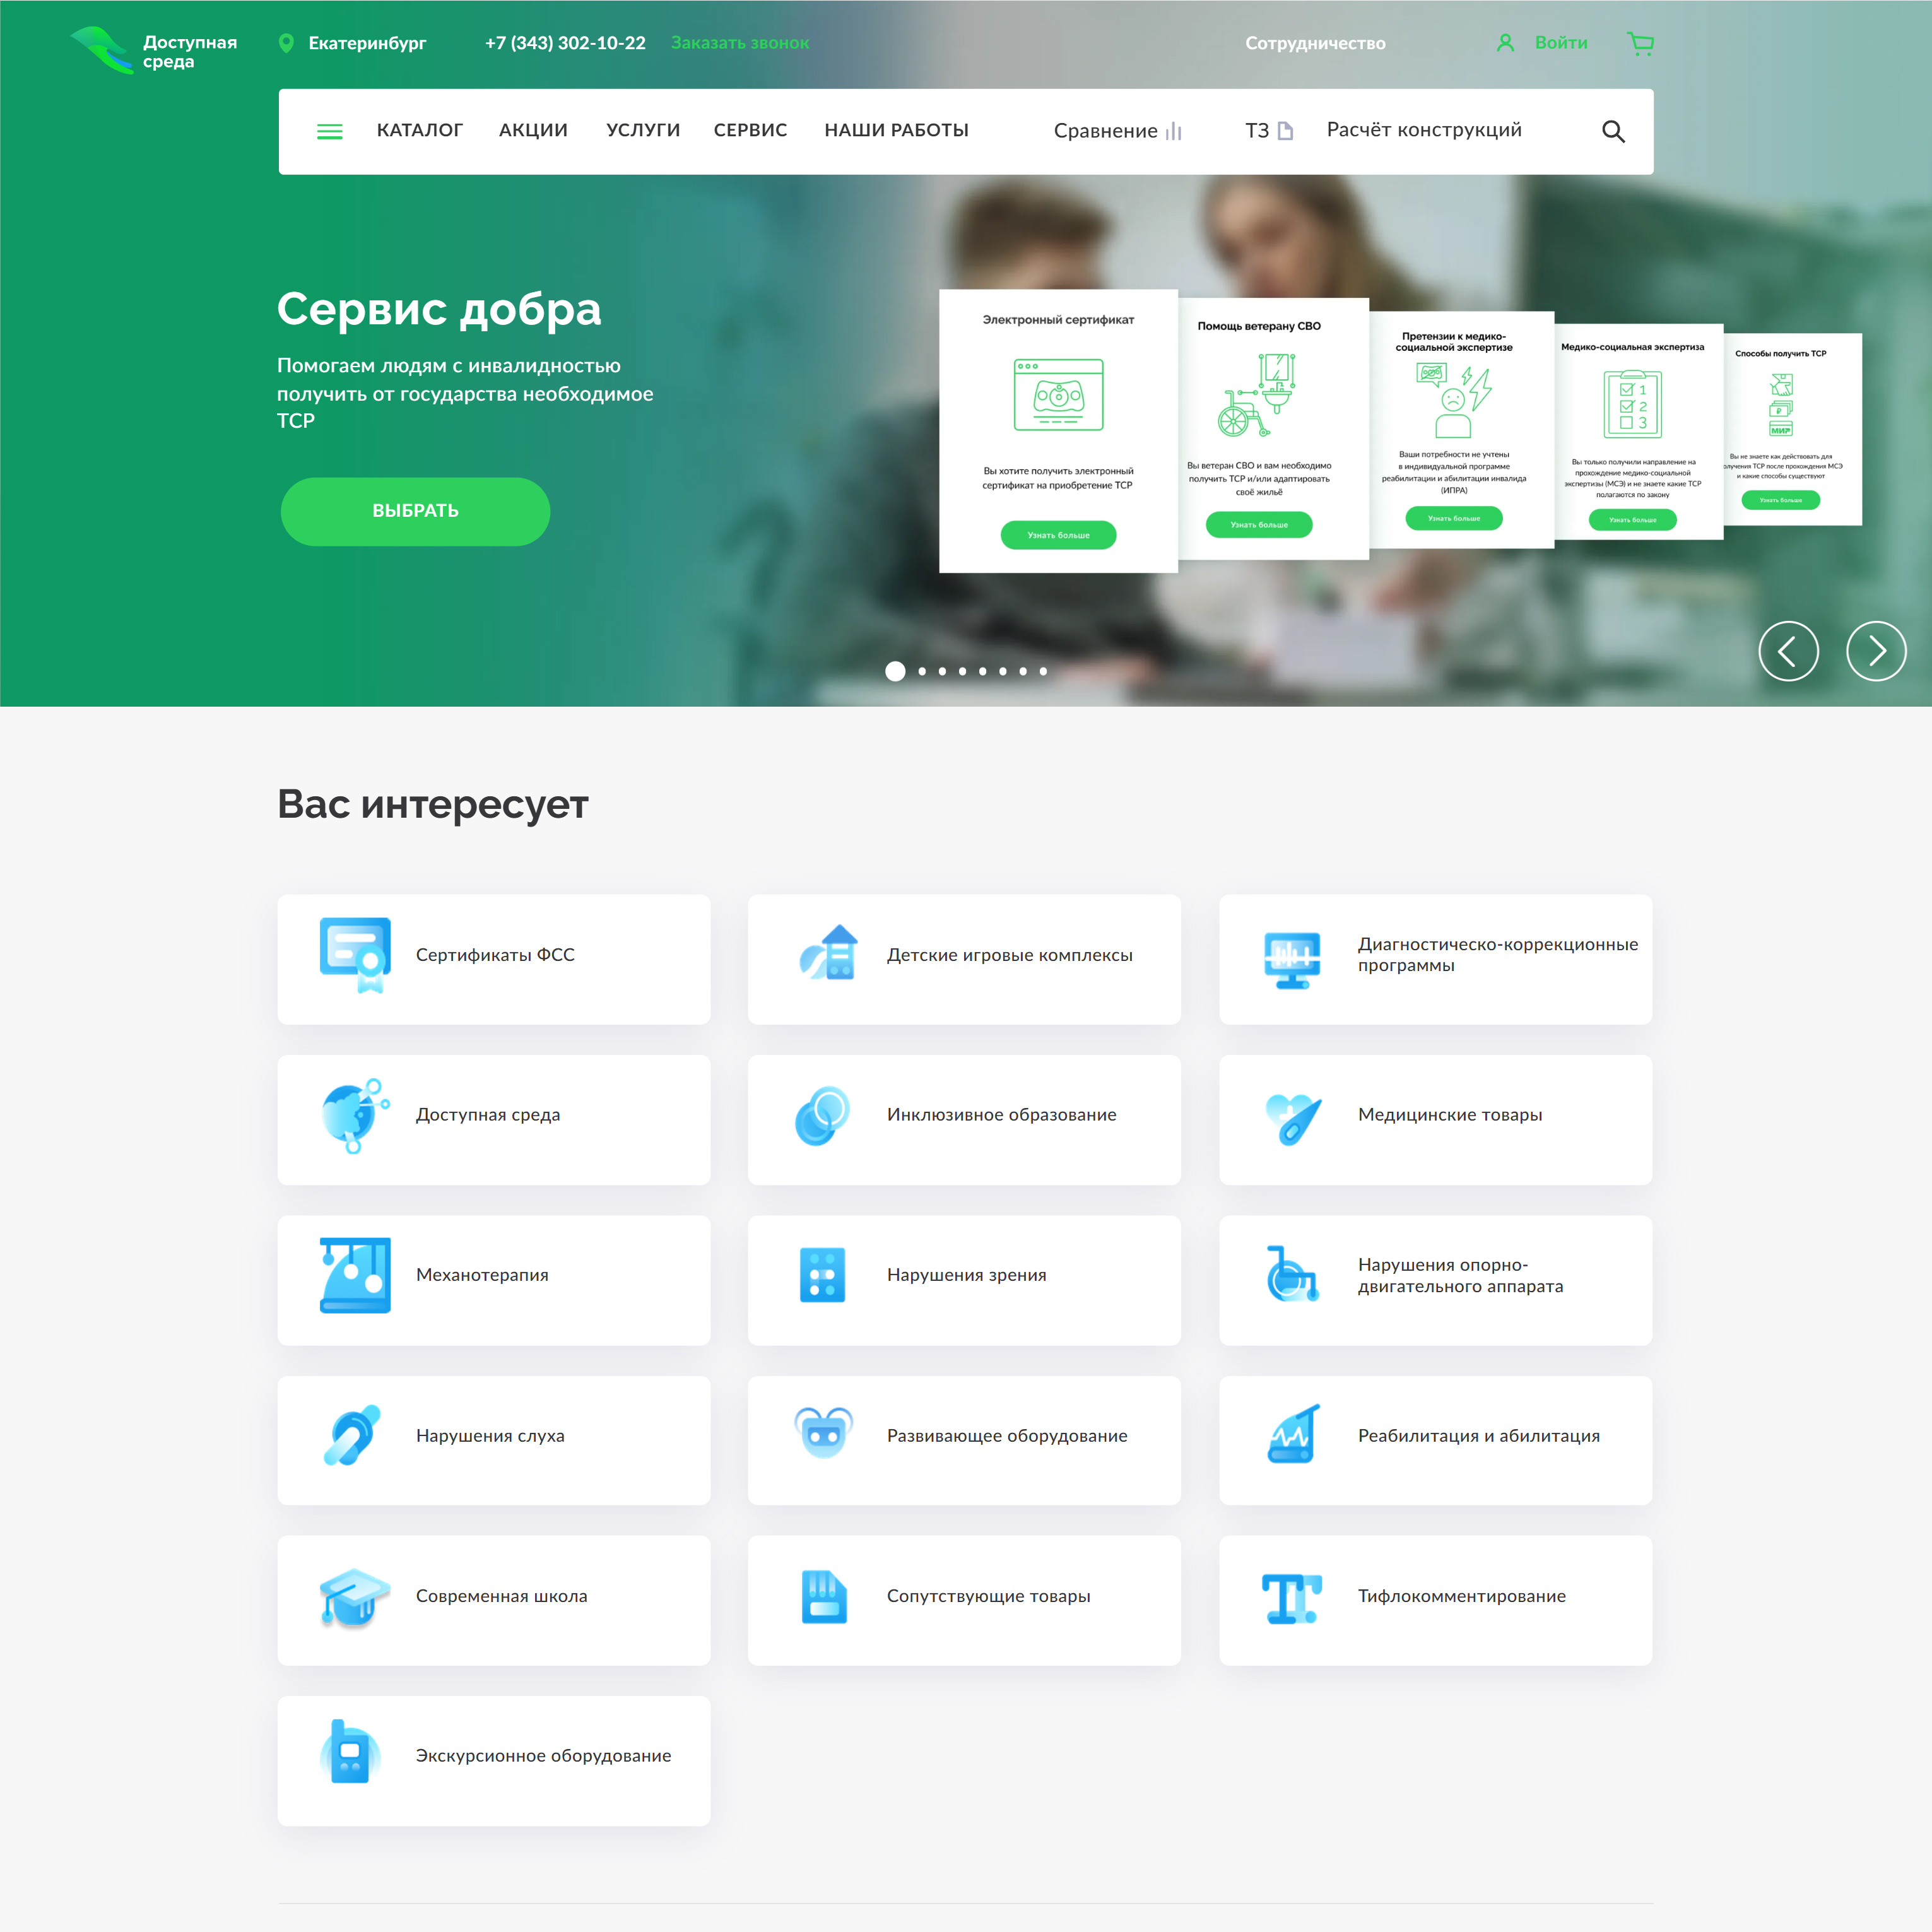 Доступная
среда
Екатеринбург
+7 (343) 302-10-22
Заказать звонок
Сотрудничество
Войти
КАТАЛОГ
АКЦИИ
УСЛУГИ
СЕРВИС
НАШИ РАБОТЫ
Сравнение
ТЗ
Расчёт конструкций
Сервис добра
Помогаем людям с инвалидностью
получить от государства необходимое
ТСР
ВЫБРАТЬ
Электронный сертификат
Вы хотите получить электронный
сертификат на приобретение ТСР
Узнать больше
Помощь ветерану СВО
Вы ветеран СВО и вам необходимо
получить ТСР и/или адаптировать
своё жильё
Узнать больше
Претензии к медико-
социальной экспертизе
Ваши потребности не учтены
в индивидуальной программе
реабилитации и абилитации инвалида
(ИПРА)
Узнать больше
Медико-социальная экспертиза
1
2
3
Вы только получили направление на
прохождение медико-социальной
экспертизы (МСЭ) и не знаете какие ТСР
полагаются по закону
Узнать больше
Способы получить ТСР
₽
МИР
Вы не знаете как действовать для
олучения ТСР после прохождения МСЭ
и какие способы существуют
Узнать больше
Вас интересует
Сертификаты ФСС
Детские игровые комплексы
Диагностическо-коррекционные
программы
Доступная среда
Инклюзивное образование
Медицинские товары
Механотерапия
Нарушения зрения
Нарушения опорно-
двигательного аппарата
Нарушения слуха
Развивающее оборудование
Реабилитация и абилитация
Современная школа
Сопутствующие товары
Тифлокомментирование
Экскурсионное оборудование